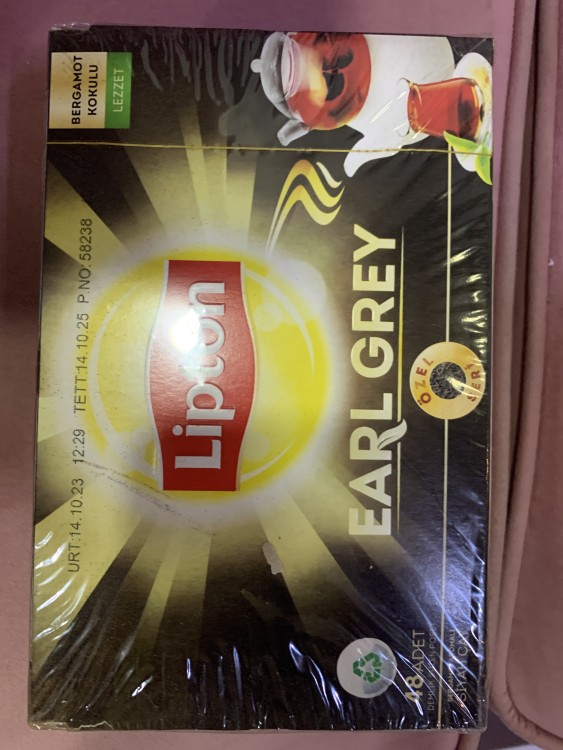 BERGAMOT
KOKULU
LEZZET
URT:14.10.23 12:29 TETT:14.10.25 P.NO:58238
Lipton
EARL GREY
ÖZEL
SERİ
48 ADET